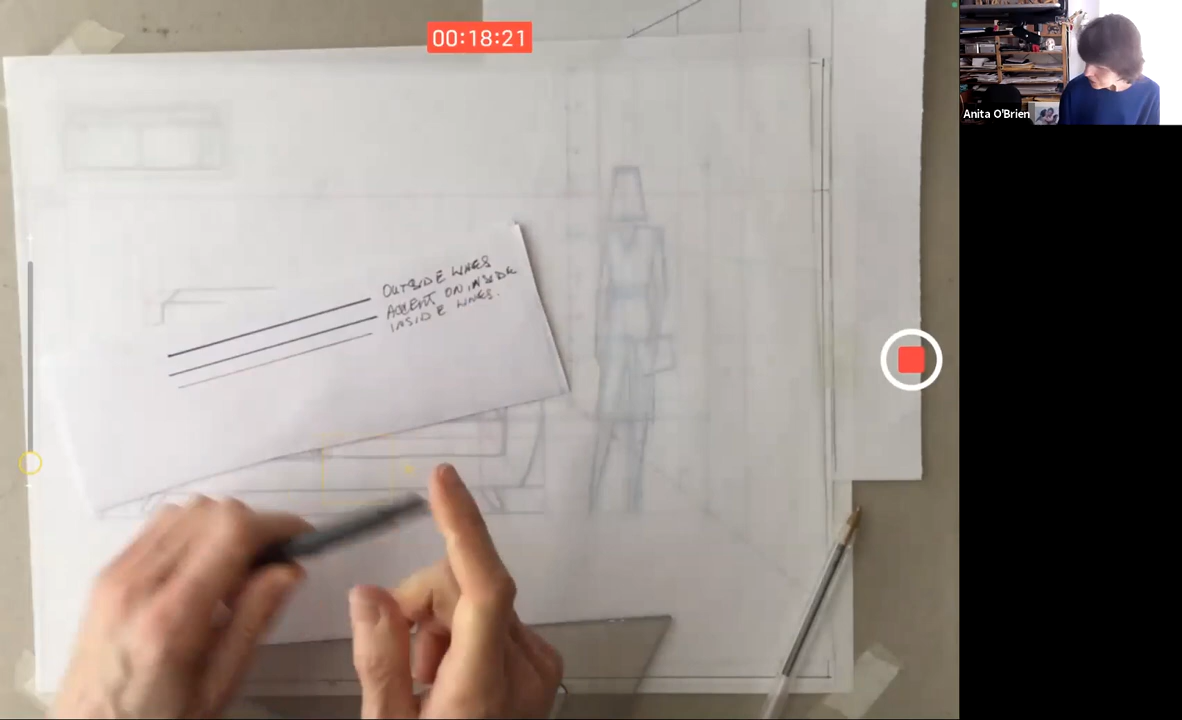 00:18:21
Anita O'Brien
OUTSIDE LINES
ACCENT ON INSIDE
INSIDE LINES.